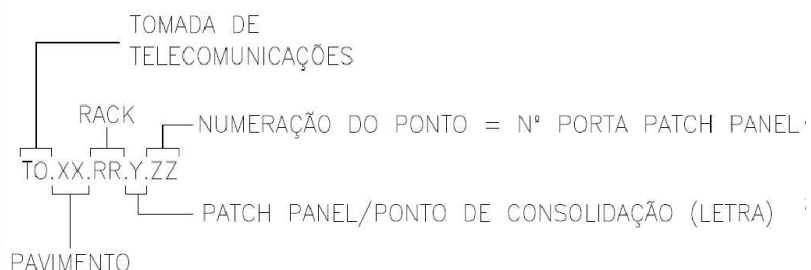 TOMADA DE
TELECOMUNICAÇÕES
RACK
NUMERAÇÃO DO PONTO = Nº PORTA PATCH PANEL
TO.XX.RR.Y.ZZ
PATCH PANEL/PONTO DE CONSOLIDAÇÃO (LETRA)
PAVIMENTO